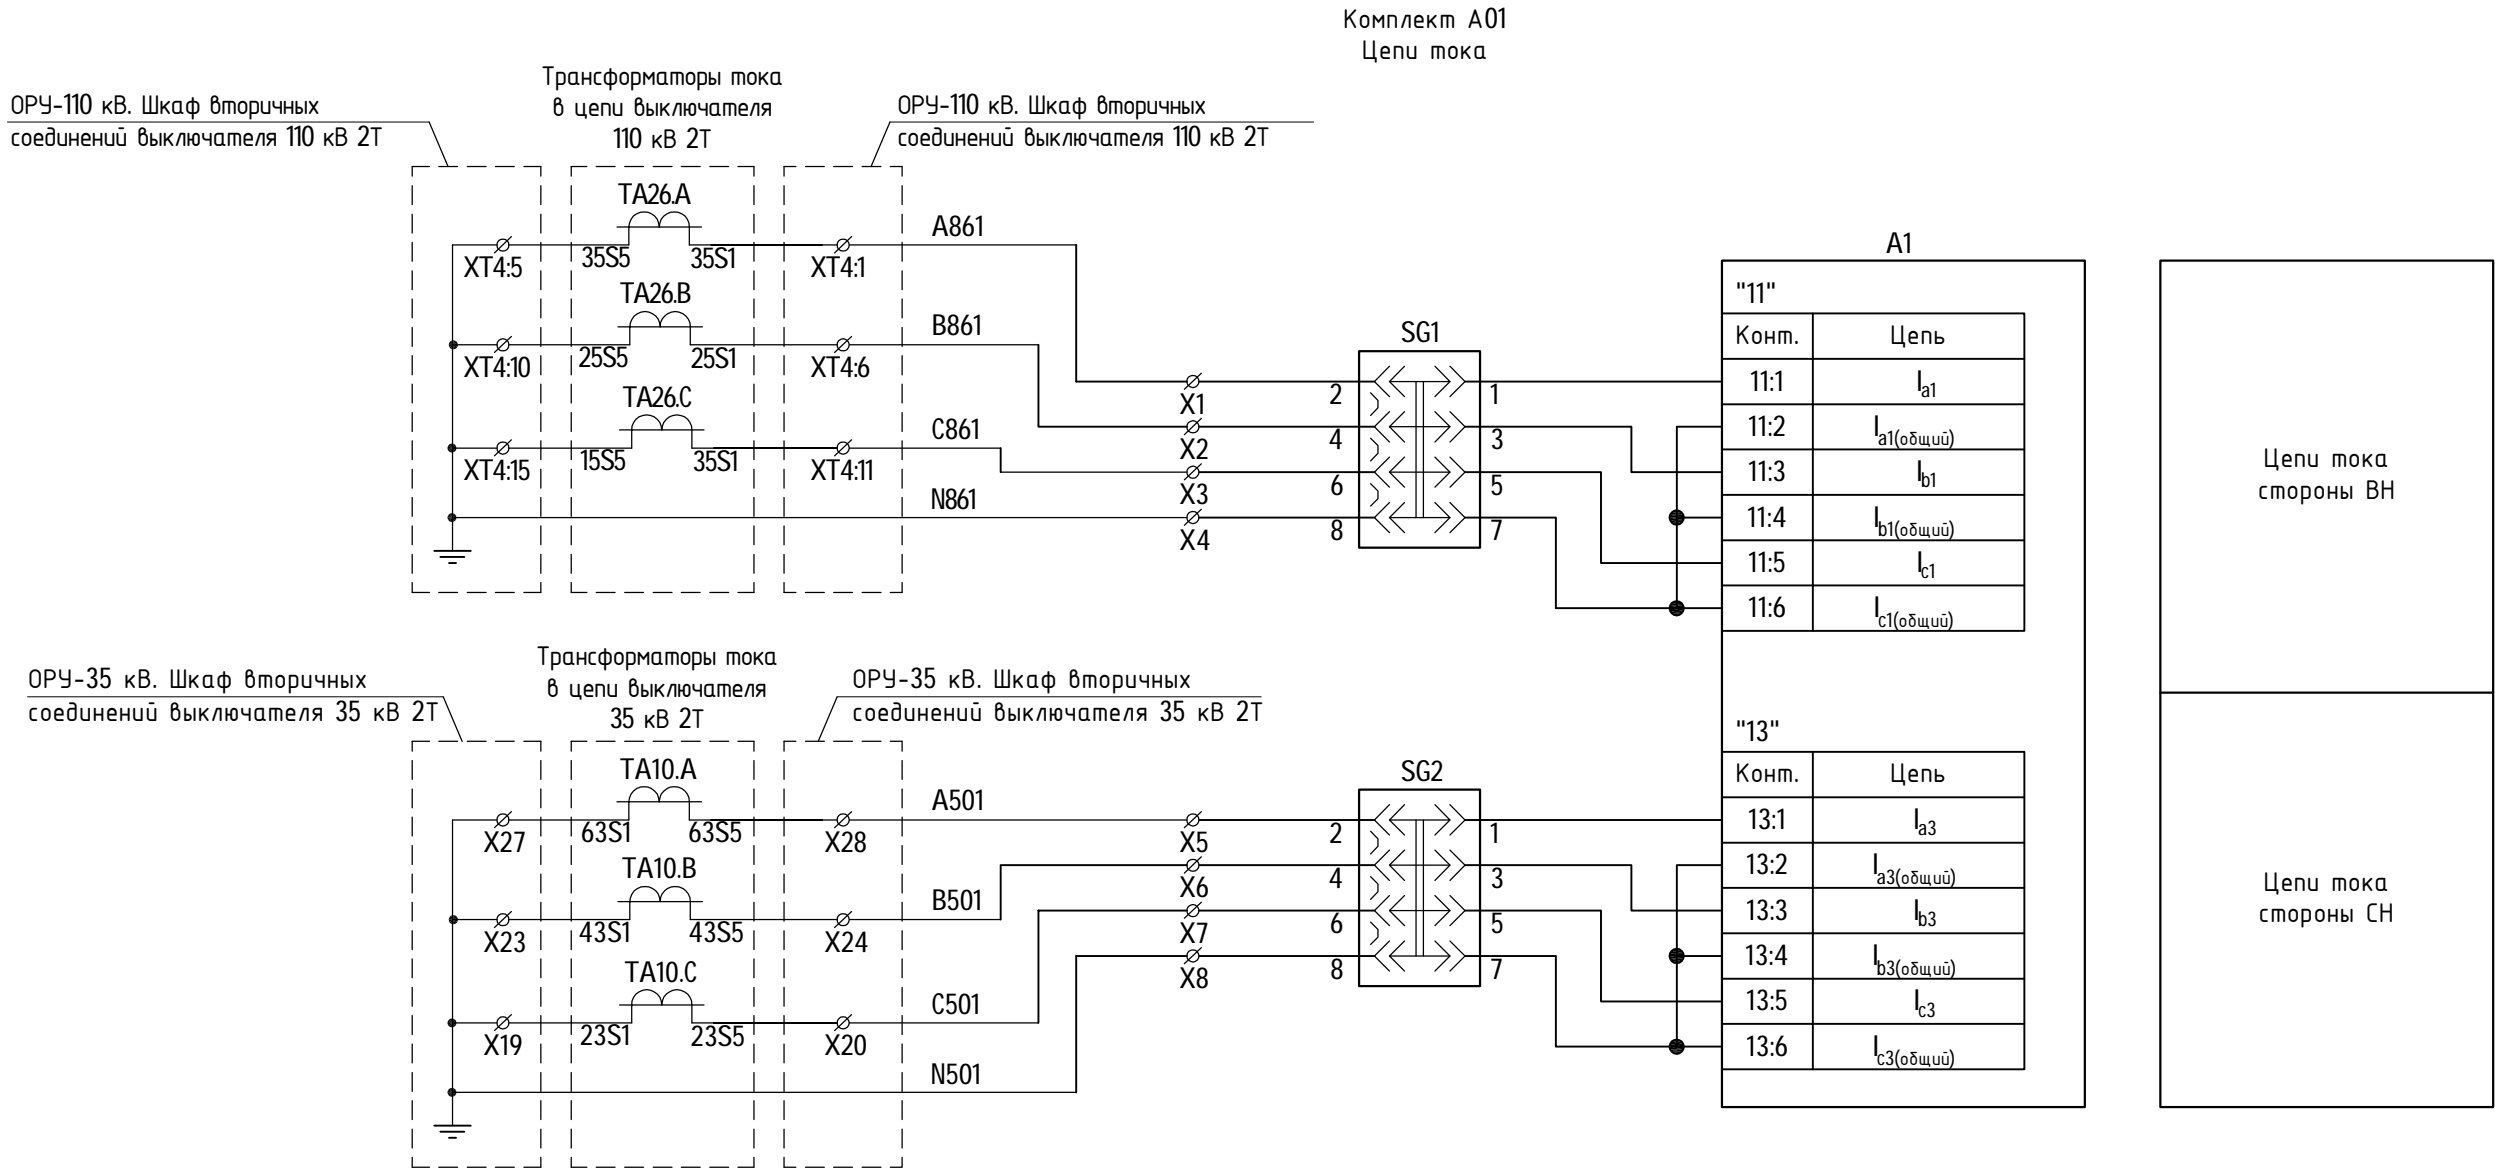 Комплект А01
Цепи тока
ОРУ-110 кВ. Шкаф вторичных
соединений выключателя 110 кВ 2Т
Трансформаторы тока
в цепи выключателя
110 кВ 2Т
ОРУ-110 кВ. Шкаф вторичных
соединений выключателя 110 кВ 2Т
TA26.A
A861
XT4:5
35S5
35S1
XT4:1
TA26.B
B861
XT4:10
25S5
25S1
XT4:6
TA26.C
C861
XT4:15
15S5
35S1
XT4:11
N861
X1
X2
X3
X4
SG1
2
1
4
3
6
5
8
7
A1
"11"
Конт.
Цепь
11:1
Ia1
11:2
Ia1(общий)
11:3
Ib1
11:4
Ib1(общий)
11:5
Ic1
11:6
Ic1(общий)
Цепи тока
стороны ВН
ОРУ-35 кВ. Шкаф вторичных
соединений выключателя 35 кВ 2Т
Трансформаторы тока
в цепи выключателя
35 кВ 2Т
ОРУ-35 кВ. Шкаф вторичных
соединений выключателя 35 кВ 2Т
TA10.A
A501
X27
63S1
63S5
X28
TA10.B
B501
X23
43S1
43S5
X24
TA10.C
C501
X19
23S1
23S5
X20
N501
X5
X6
X7
X8
SG2
2
1
4
3
6
5
8
7
"13"
Конт.
Цепь
13:1
Ia3
13:2
Ia3(общий)
13:3
Ib3
13:4
Ib3(общий)
13:5
Ic3
13:6
Ic3(общий)
Цепи тока
стороны СН